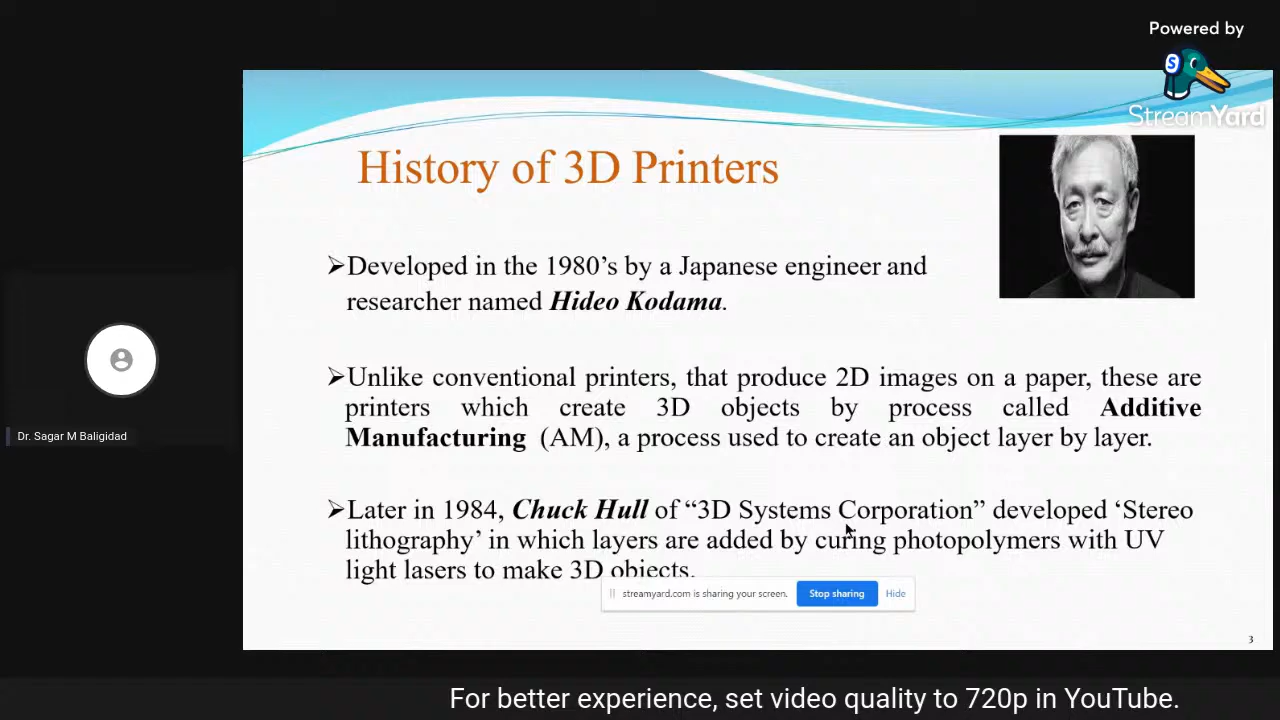 Powered by
StreamYard
History of 3D Printers
➢Developed in the 1980’s by a Japanese engineer and
researcher named Hideo Kodama.
➢Unlike conventional printers, that produce 2D images on a paper, these are
printers which create 3D objects by process called Additive
Manufacturing (AM), a process used to create an object layer by layer.
➢Later in 1984, Chuck Hull of “3D Systems Corporation” developed ‘Stereo
lithography’ in which layers are added by curing photopolymers with UV
light lasers to make 3D objects.
streamyard.com is sharing your screen. Stop sharing Hide
3
Dr. Sagar M Baligidad
For better experience, set video quality to 720p in YouTube.